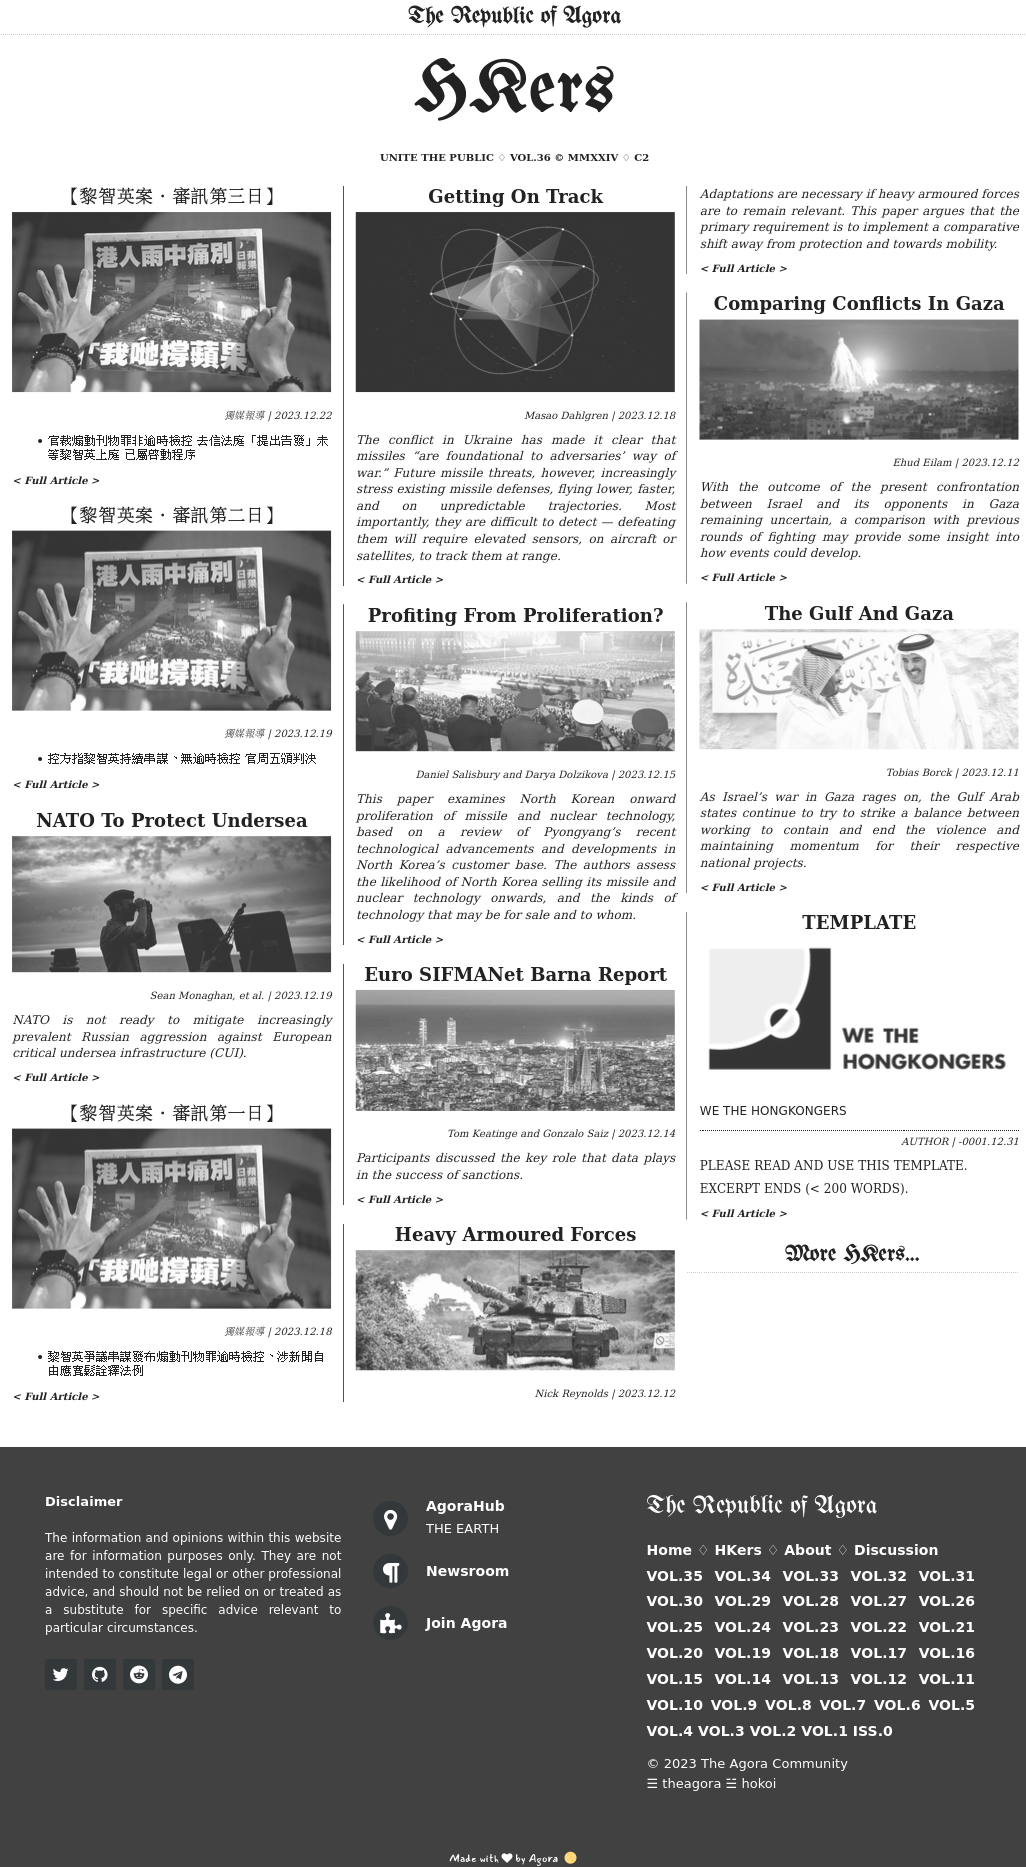 The Republic of Agora
HKers
UNITE THE PUBLIC ♢ VOL.36 © MMXXIV ♢ C2
【黎智英案‧審訊第三日】
港人雨中痛別
蘋果日報
「我哋撐蘋果
獨媒報導 | 2023.12.22
• 官裁煽動刊物罪非逾時檢控 去信法庭「提出告發」未
等黎智英上庭 已屬啓動程序
< Full Article >
【黎智英案‧審訊第二日】
港人雨中痛別
蘋果日報
「我哋撐蘋果
獨媒報導 | 2023.12.19
• 控方指黎智英持續串謀、無逾時檢控 官周五頒判決
< Full Article >
NATO To Protect Undersea
Sean Monaghan, et al. | 2023.12.19
NATO is not ready to mitigate increasingly
prevalent Russian aggression against European
critical undersea infrastructure (CUI).
< Full Article >
【黎智英案‧審訊第一日】
港人雨中痛別
蘋果日報
「我哋撐蘋果
獨媒報導 | 2023.12.18
• 黎智英爭議串謀發布煽動刊物罪逾時檢控、涉新聞自
由應寬鬆詮釋法例
< Full Article >
Getting On Track
Masao Dahlgren | 2023.12.18
The conflict in Ukraine has made it clear that
missiles “are foundational to adversaries’ way of
war.” Future missile threats, however, increasingly
stress existing missile defenses, flying lower, faster,
and on unpredictable trajectories. Most
importantly, they are difficult to detect — defeating
them will require elevated sensors, on aircraft or
satellites, to track them at range.
< Full Article >
Profiting From Proliferation?
Daniel Salisbury and Darya Dolzikova | 2023.12.15
This paper examines North Korean onward
proliferation of missile and nuclear technology,
based on a review of Pyongyang’s recent
technological advancements and developments in
North Korea’s customer base. The authors assess
the likelihood of North Korea selling its missile and
nuclear technology onwards, and the kinds of
technology that may be for sale and to whom.
< Full Article >
Euro SIFMANet Barna Report
Tom Keatinge and Gonzalo Saiz | 2023.12.14
Participants discussed the key role that data plays
in the success of sanctions.
< Full Article >
Heavy Armoured Forces
Nick Reynolds | 2023.12.12
Adaptations are necessary if heavy armoured forces
are to remain relevant. This paper argues that the
primary requirement is to implement a comparative
shift away from protection and towards mobility.
< Full Article >
Comparing Conflicts In Gaza
Ehud Eilam | 2023.12.12
With the outcome of the present confrontation
between Israel and its opponents in Gaza
remaining uncertain, a comparison with previous
rounds of fighting may provide some insight into
how events could develop.
< Full Article >
The Gulf And Gaza
Tobias Borck | 2023.12.11
As Israel’s war in Gaza rages on, the Gulf Arab
states continue to try to strike a balance between
working to contain and end the violence and
maintaining momentum for their respective
national projects.
< Full Article >
TEMPLATE
WE THE
HONGKONGERS
WE THE HONGKONGERS
AUTHOR | -0001.12.31
PLEASE READ AND USE THIS TEMPLATE.
EXCERPT ENDS (< 200 WORDS).
< Full Article >
More HKers...
Disclaimer
The information and opinions within this website
are for information purposes only. They are not
intended to constitute legal or other professional
advice, and should not be relied on or treated as
a substitute for specific advice relevant to
particular circumstances.
AgoraHub
THE EARTH
Newsroom
Join Agora
The Republic of Agora
Home ♢ HKers ♢ About ♢ Discussion
VOL.35 VOL.34 VOL.33 VOL.32 VOL.31
VOL.30 VOL.29 VOL.28 VOL.27 VOL.26
VOL.25 VOL.24 VOL.23 VOL.22 VOL.21
VOL.20 VOL.19 VOL.18 VOL.17 VOL.16
VOL.15 VOL.14 VOL.13 VOL.12 VOL.11
VOL.10 VOL.9 VOL.8 VOL.7 VOL.6 VOL.5
VOL.4 VOL.3 VOL.2 VOL.1 ISS.0
© 2023 The Agora Community
☰ theagora ☱ hokoi
Made with ♥ by Agora